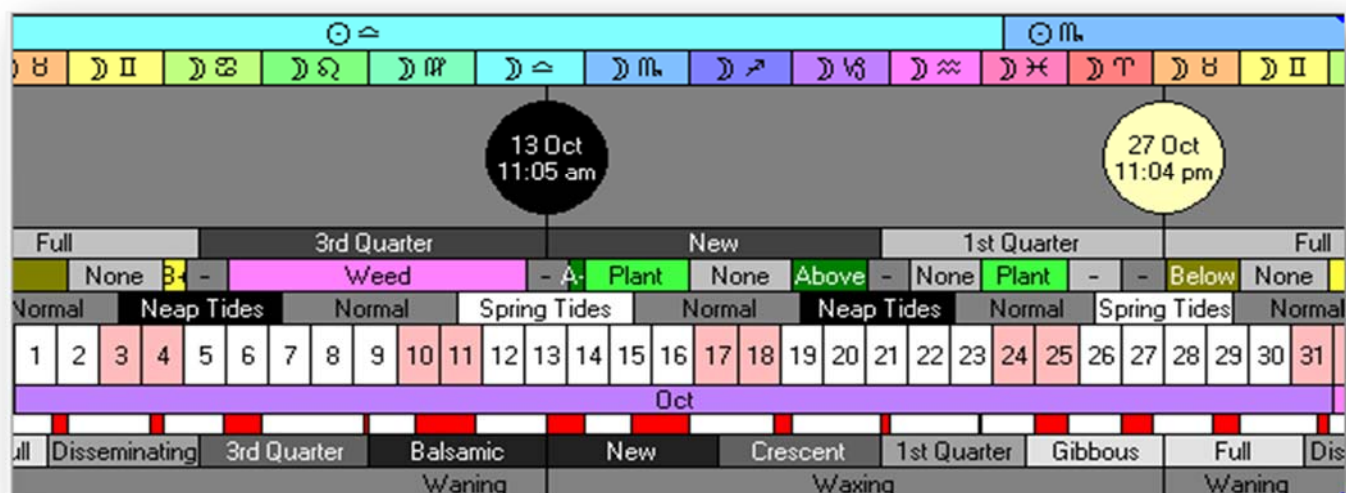 ☉ ♎ ☉ ♏
☽ ♉ ☽ ♊ ☽ ♋ ☽ ♌ ☽ ♍ ☽ ♎ ☽ ♏ ☽ ♐ ☽ ♑ ☽ ♒ ☽ ♓ ☽ ♈ ☽ ♉ ☽ ♊
13 Oct 27 Oct
11:05 am 11:04 pm
Full 3rd Quarter New 1st Quarter Full
None B+ - Weed - A- Plant None Above - None Plant - - Below None
Normal Neap Tides Normal Spring Tides Normal Neap Tides Normal Spring Tides Normal
1 2 3 4 5 6 7 8 9 10 11 12 13 14 15 16 17 18 19 20 21 22 23 24 25 26 27 28 29 30 31
Oct
ull Disseminating 3rd Quarter Balsamic New Crescent 1st Quarter Gibbous Full Dis
Waning Waxing Waning